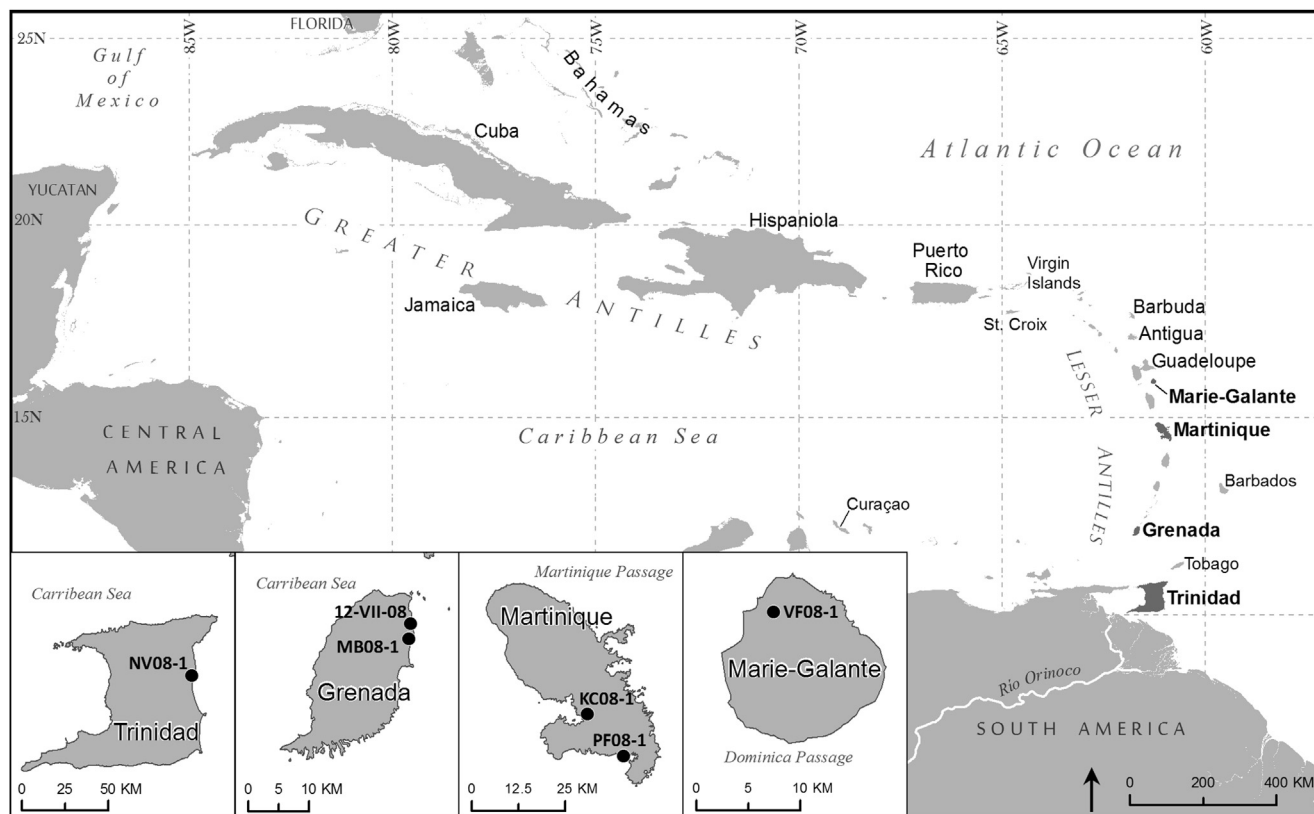 FLORIDA
85W
80W
75W
70W
65W
60W
25N
Gulf
of
Mexico
Bahamas
Cuba
Atlantic Ocean
YUCATAN
20N
GREATER
ANTILLES
Hispaniola
Puerto
Rico
Virgin
Islands
Jamaica
St. Croix
Barbuda
Antigua
Guadeloupe
LESSER
ANTILLES
Marie-Galante
15N
Martinique
CENTRAL
AMERICA
Caribbean Sea
Barbados
Curaçao
Grenada
Tobago
Trinidad
Río Orinoco
SOUTH AMERICA
0 200 400 KM
Carribean Sea
NV08-1
Trinidad
0 25 50 KM
Carribean Sea
12-VII-08
MB08-1
Grenada
0 5 10 KM
Martinique Passage
Martinique
KC08-1
PF08-1
0 12.5 25 KM
VF08-1
Marie-Galante
Dominica Passage
0 5 10 KM